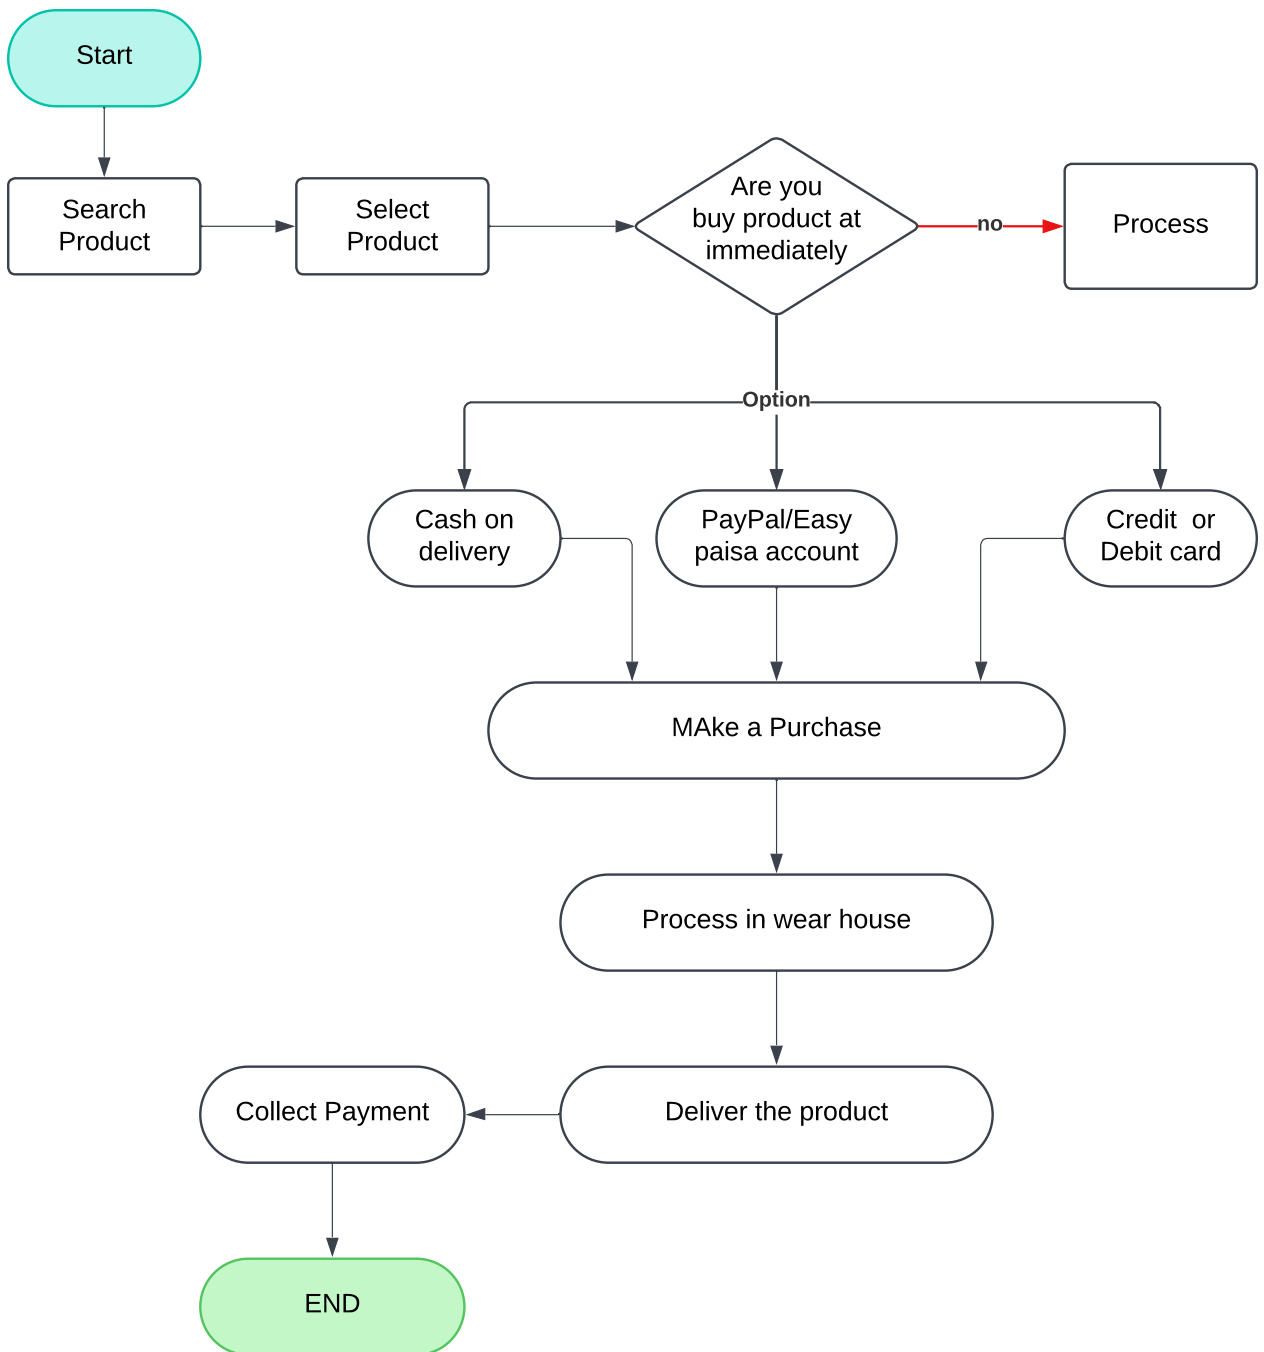 Start
Search
Product
Select
Product
Are you
buy product at
immediately
no
Process
Option
Cash on
delivery
PayPal/Easy
paisa account
Credit  or
Debit card
MAke a Purchase
Process in wear house
Deliver the product
Collect Payment
END